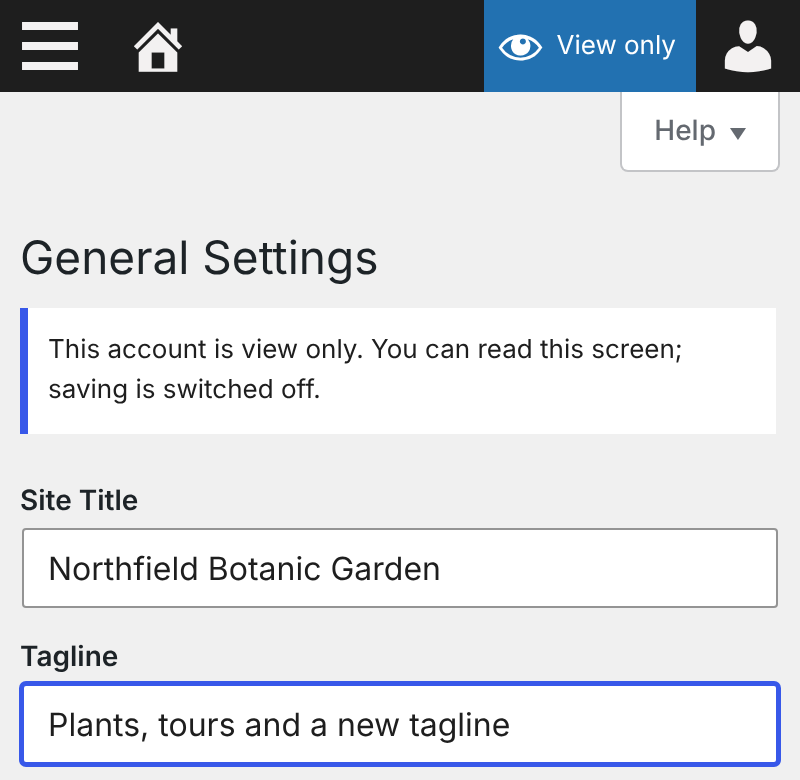 View only
Help
General Settings
This account is view only. You can read this screen;
saving is switched off.
Site Title
Northfield Botanic Garden
Tagline
Plants, tours and a new tagline